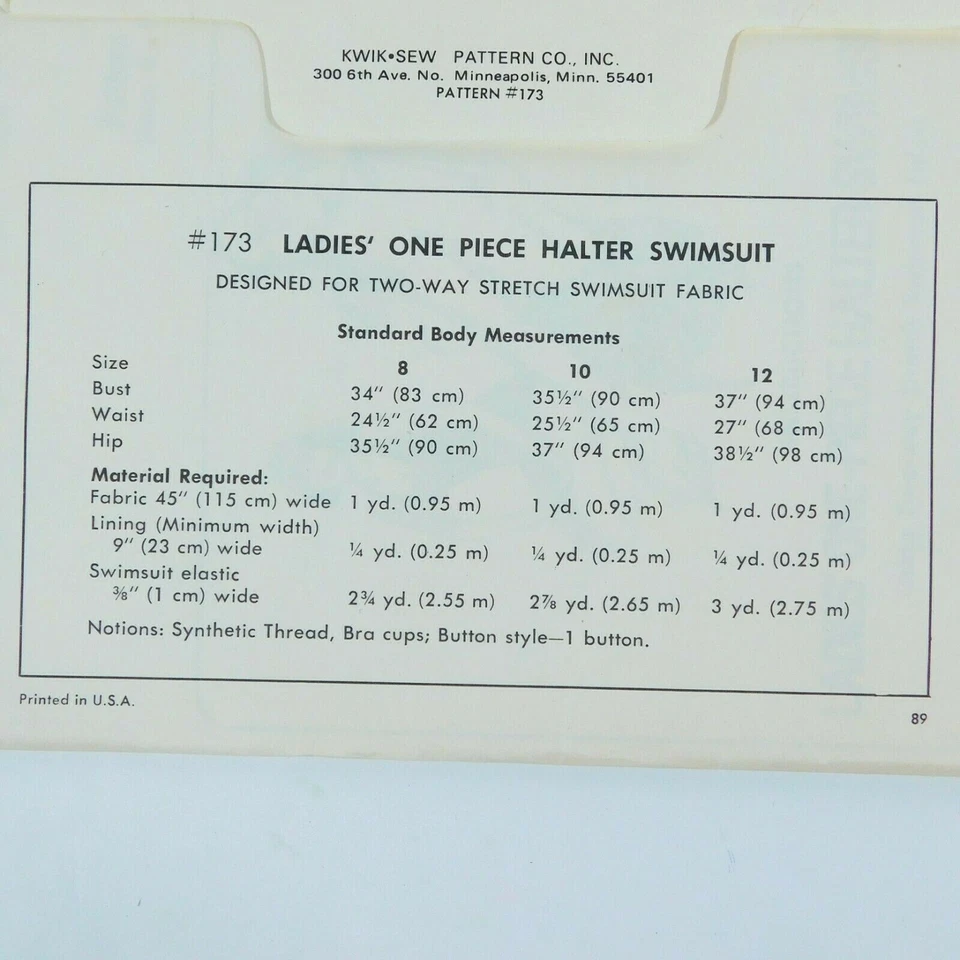 KWIK•SEW PATTERN CO., INC.
300 6th Ave. No. Minneapolis, Minn. 55401
PATTERN #173
#173 LADIES' ONE PIECE HALTER SWIMSUIT
DESIGNED FOR TWO-WAY STRETCH SWIMSUIT FABRIC
Standard Body Measurements
Size 8 10 12
Bust 34" (83 cm) 35½" (90 cm) 37" (94 cm)
Waist 24½" (62 cm) 25½" (65 cm) 27" (68 cm)
Hip 35½" (90 cm) 37" (94 cm) 38½" (98 cm)
Material Required:
Fabric 45" (115 cm) wide 1 yd. (0.95 m) 1 yd. (0.95 m) 1 yd. (0.95 m)
Lining (Minimum width)
9" (23 cm) wide ¼ yd. (0.25 m) ¼ yd. (0.25 m) ¼ yd. (0.25 m)
Swimsuit elastic
⅜" (1 cm) wide 2¾ yd. (2.55 m) 2⅞ yd. (2.65 m) 3 yd. (2.75 m)
Notions: Synthetic Thread, Bra cups; Button style—1 button.
Printed in U.S.A.
89